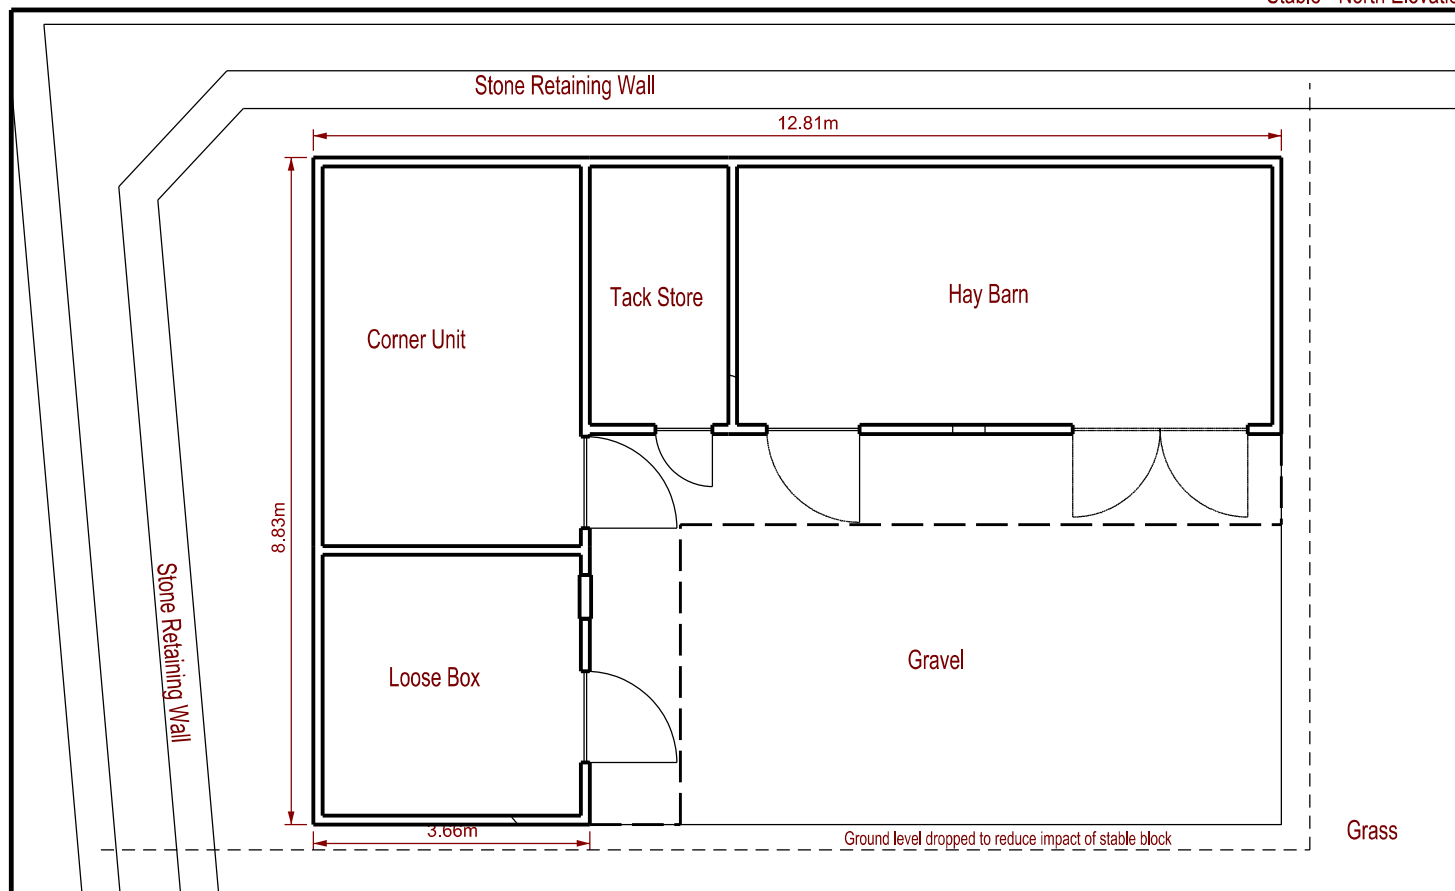 Stone Retaining Wall
12.81m
Tack Store
Hay Barn
Corner Unit
8.83m
Stone Retaining Wall
Loose Box
Gravel
3.66m
Ground level dropped to reduce impact of stable block
Grass